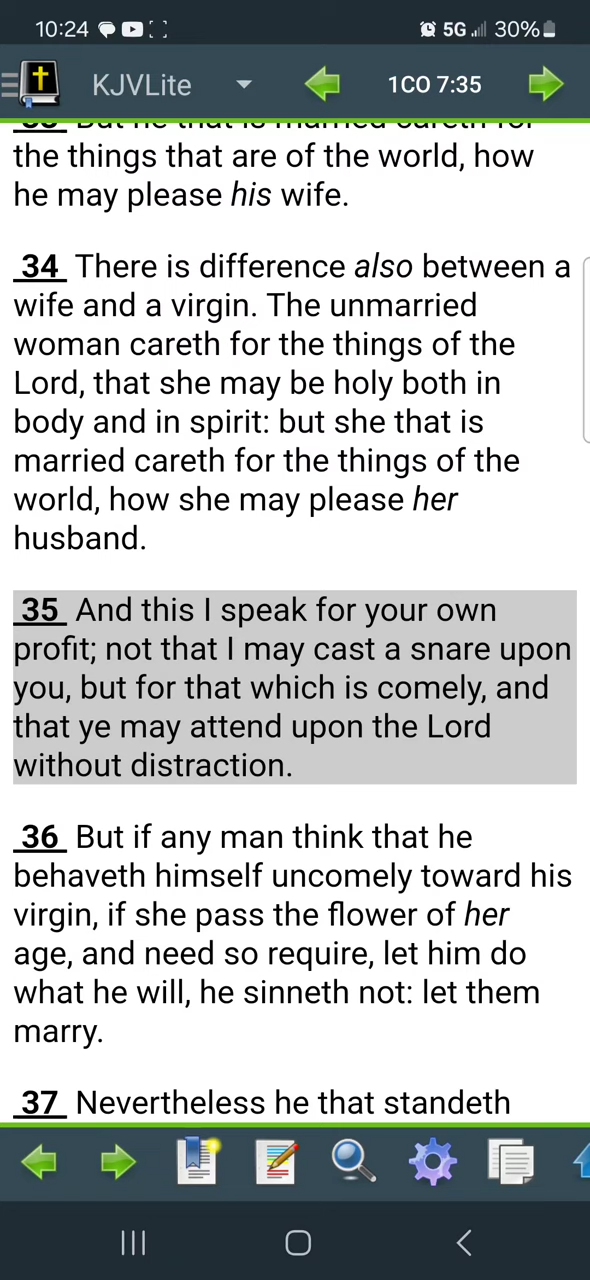 10:24 5G 30%
KJVLite 1CO 7:35
the things that are of the world, how
he may please his wife.
34 There is difference also between a
wife and a virgin. The unmarried
woman careth for the things of the
Lord, that she may be holy both in
body and in spirit: but she that is
married careth for the things of the
world, how she may please her
husband.
35 And this I speak for your own
profit; not that I may cast a snare upon
you, but for that which is comely, and
that ye may attend upon the Lord
without distraction.
36 But if any man think that he
behaveth himself uncomely toward his
virgin, if she pass the flower of her
age, and need so require, let him do
what he will, he sinneth not: let them
marry.
37 Nevertheless he that standeth